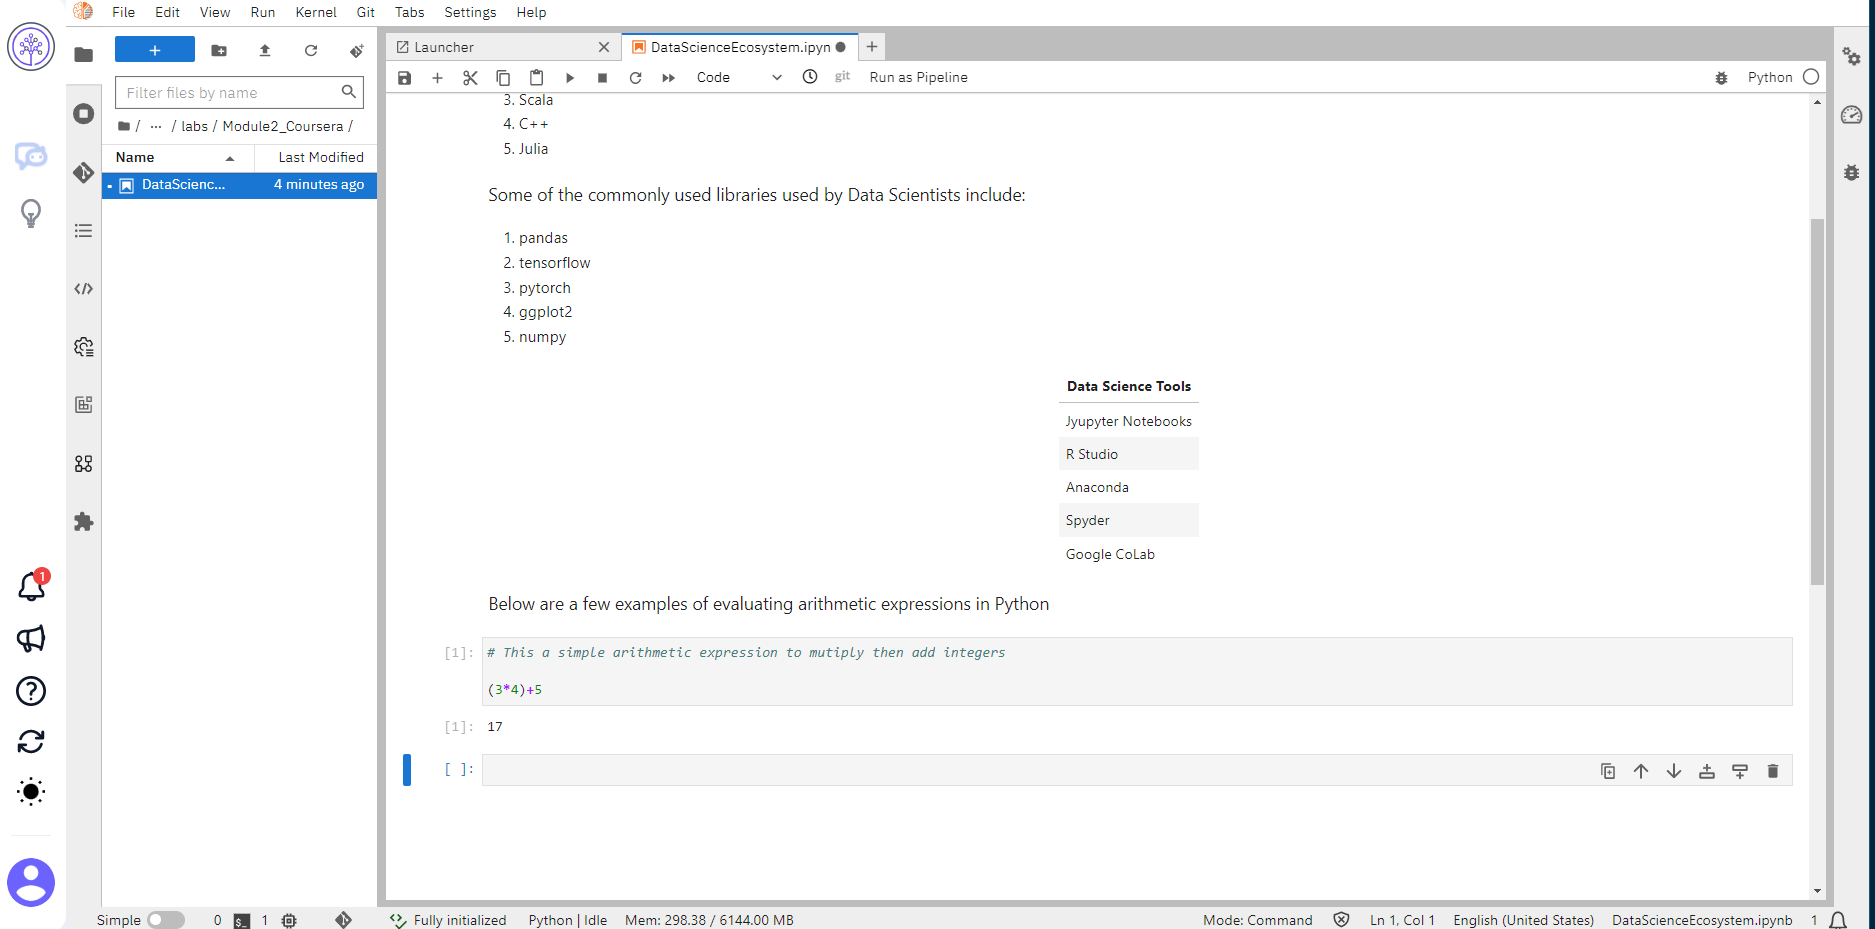 File Edit View Run Kernel Git Tabs Settings Help
+
Filter files by name
/ ··· / labs / Module2_Coursera /
Name Last Modified
DataScienc... 4 minutes ago
Launcher
DataScienceEcosystem.ipyn
Code
git
Run as Pipeline
Python
3. Scala
4. C++
5. Julia
Some of the commonly used libraries used by Data Scientists include:
1. pandas
2. tensorflow
3. pytorch
4. ggplot2
5. numpy
Data Science Tools
Jyupyter Notebooks
R Studio
Anaconda
Spyder
Google CoLab
Below are a few examples of evaluating arithmetic expressions in Python
[1]: # This a simple arithmetic expression to mutiply then add integers
(3*4)+5
[1]: 17
[ ]:
1
Simple 0 $_ 1 Fully initialized Python | Idle Mem: 298.38 / 6144.00 MB Mode: Command Ln 1, Col 1 English (United States) DataScienceEcosystem.ipynb 1